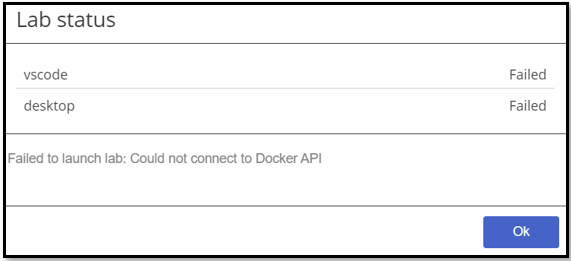 Lab status
vscode Failed
desktop Failed
Failed to launch lab: Could not connect to Docker API
Ok